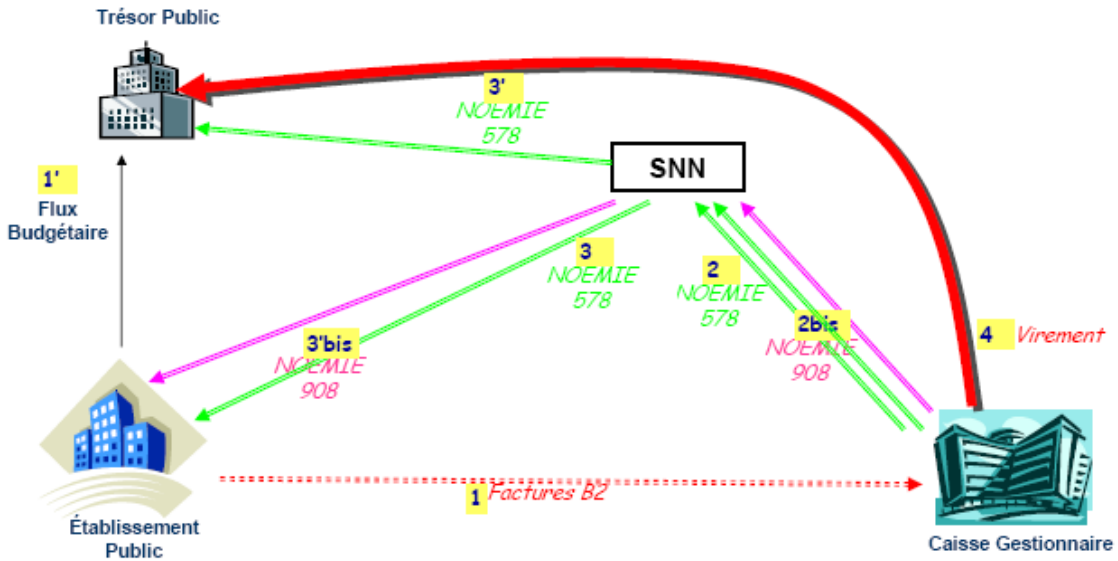 Trésor Public
3'
NOEMIE
578
SNN
1'
Flux
Budgétaire
3
NOEMIE
578
2
NOEMIE
578
3'bis
NOEMIE
908
2bis
NOEMIE
908
4 Virement
1 Factures B2
Établissement
Public
Caisse Gestionnaire